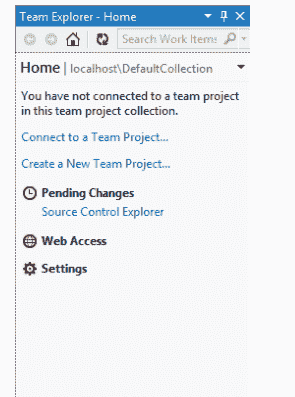 Team Explorer - Home
Search Work Items
Home | localhost\DefaultCollection
You have not connected to a team project
in this team project collection.
Connect to a Team Project...
Create a New Team Project...
Pending Changes
Source Control Explorer
Web Access
Settings